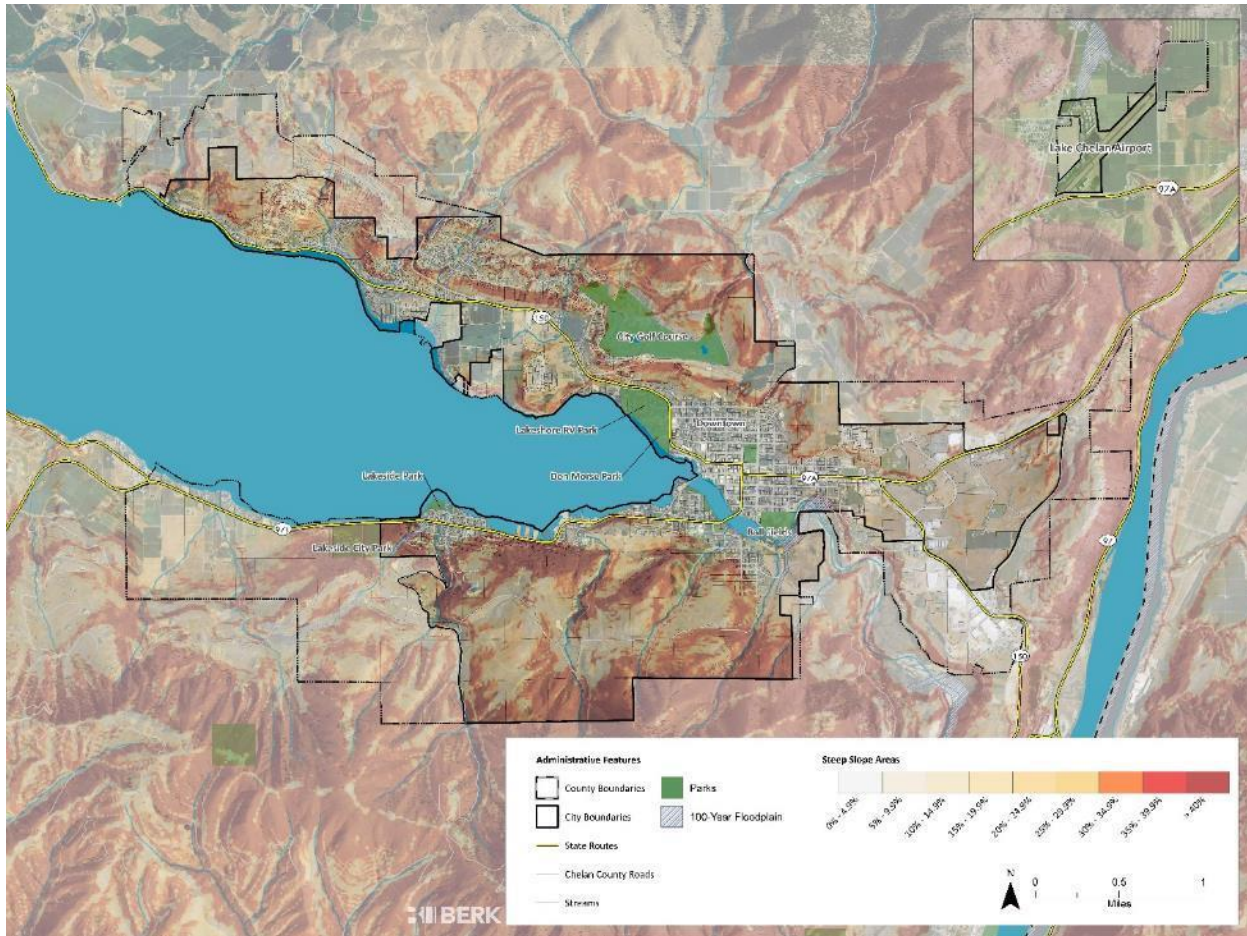 Lake Chelan Airport
97A
150
City Golf Course
Lakeshore RV Park
Downtown
Lakeside Park
Don Morse Park
97A
971
Lakeside City Park
Ball Fields
97
150
Administrative Features
County Boundaries
City Boundaries
State Routes
Chelan County Roads
Streams
Parks
100-Year Floodplain
Steep Slope Areas
0% - 4.9%
5% - 9.9%
10% - 14.9%
15% - 19.9%
20% - 24.9%
25% - 29.9%
30% - 34.9%
35% - 39.9%
> 40%
N
0 0.5 1
Miles
BERK